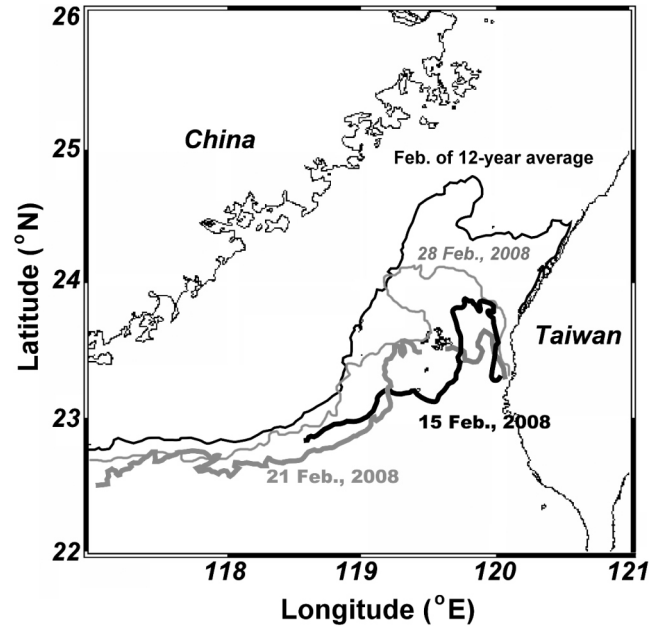 26
25
24
23
22
Latitude (°N)
China
Feb. of 12-year average
28 Feb., 2008
Taiwan
15 Feb., 2008
21 Feb., 2008
118
119
120
121
Longitude (°E)